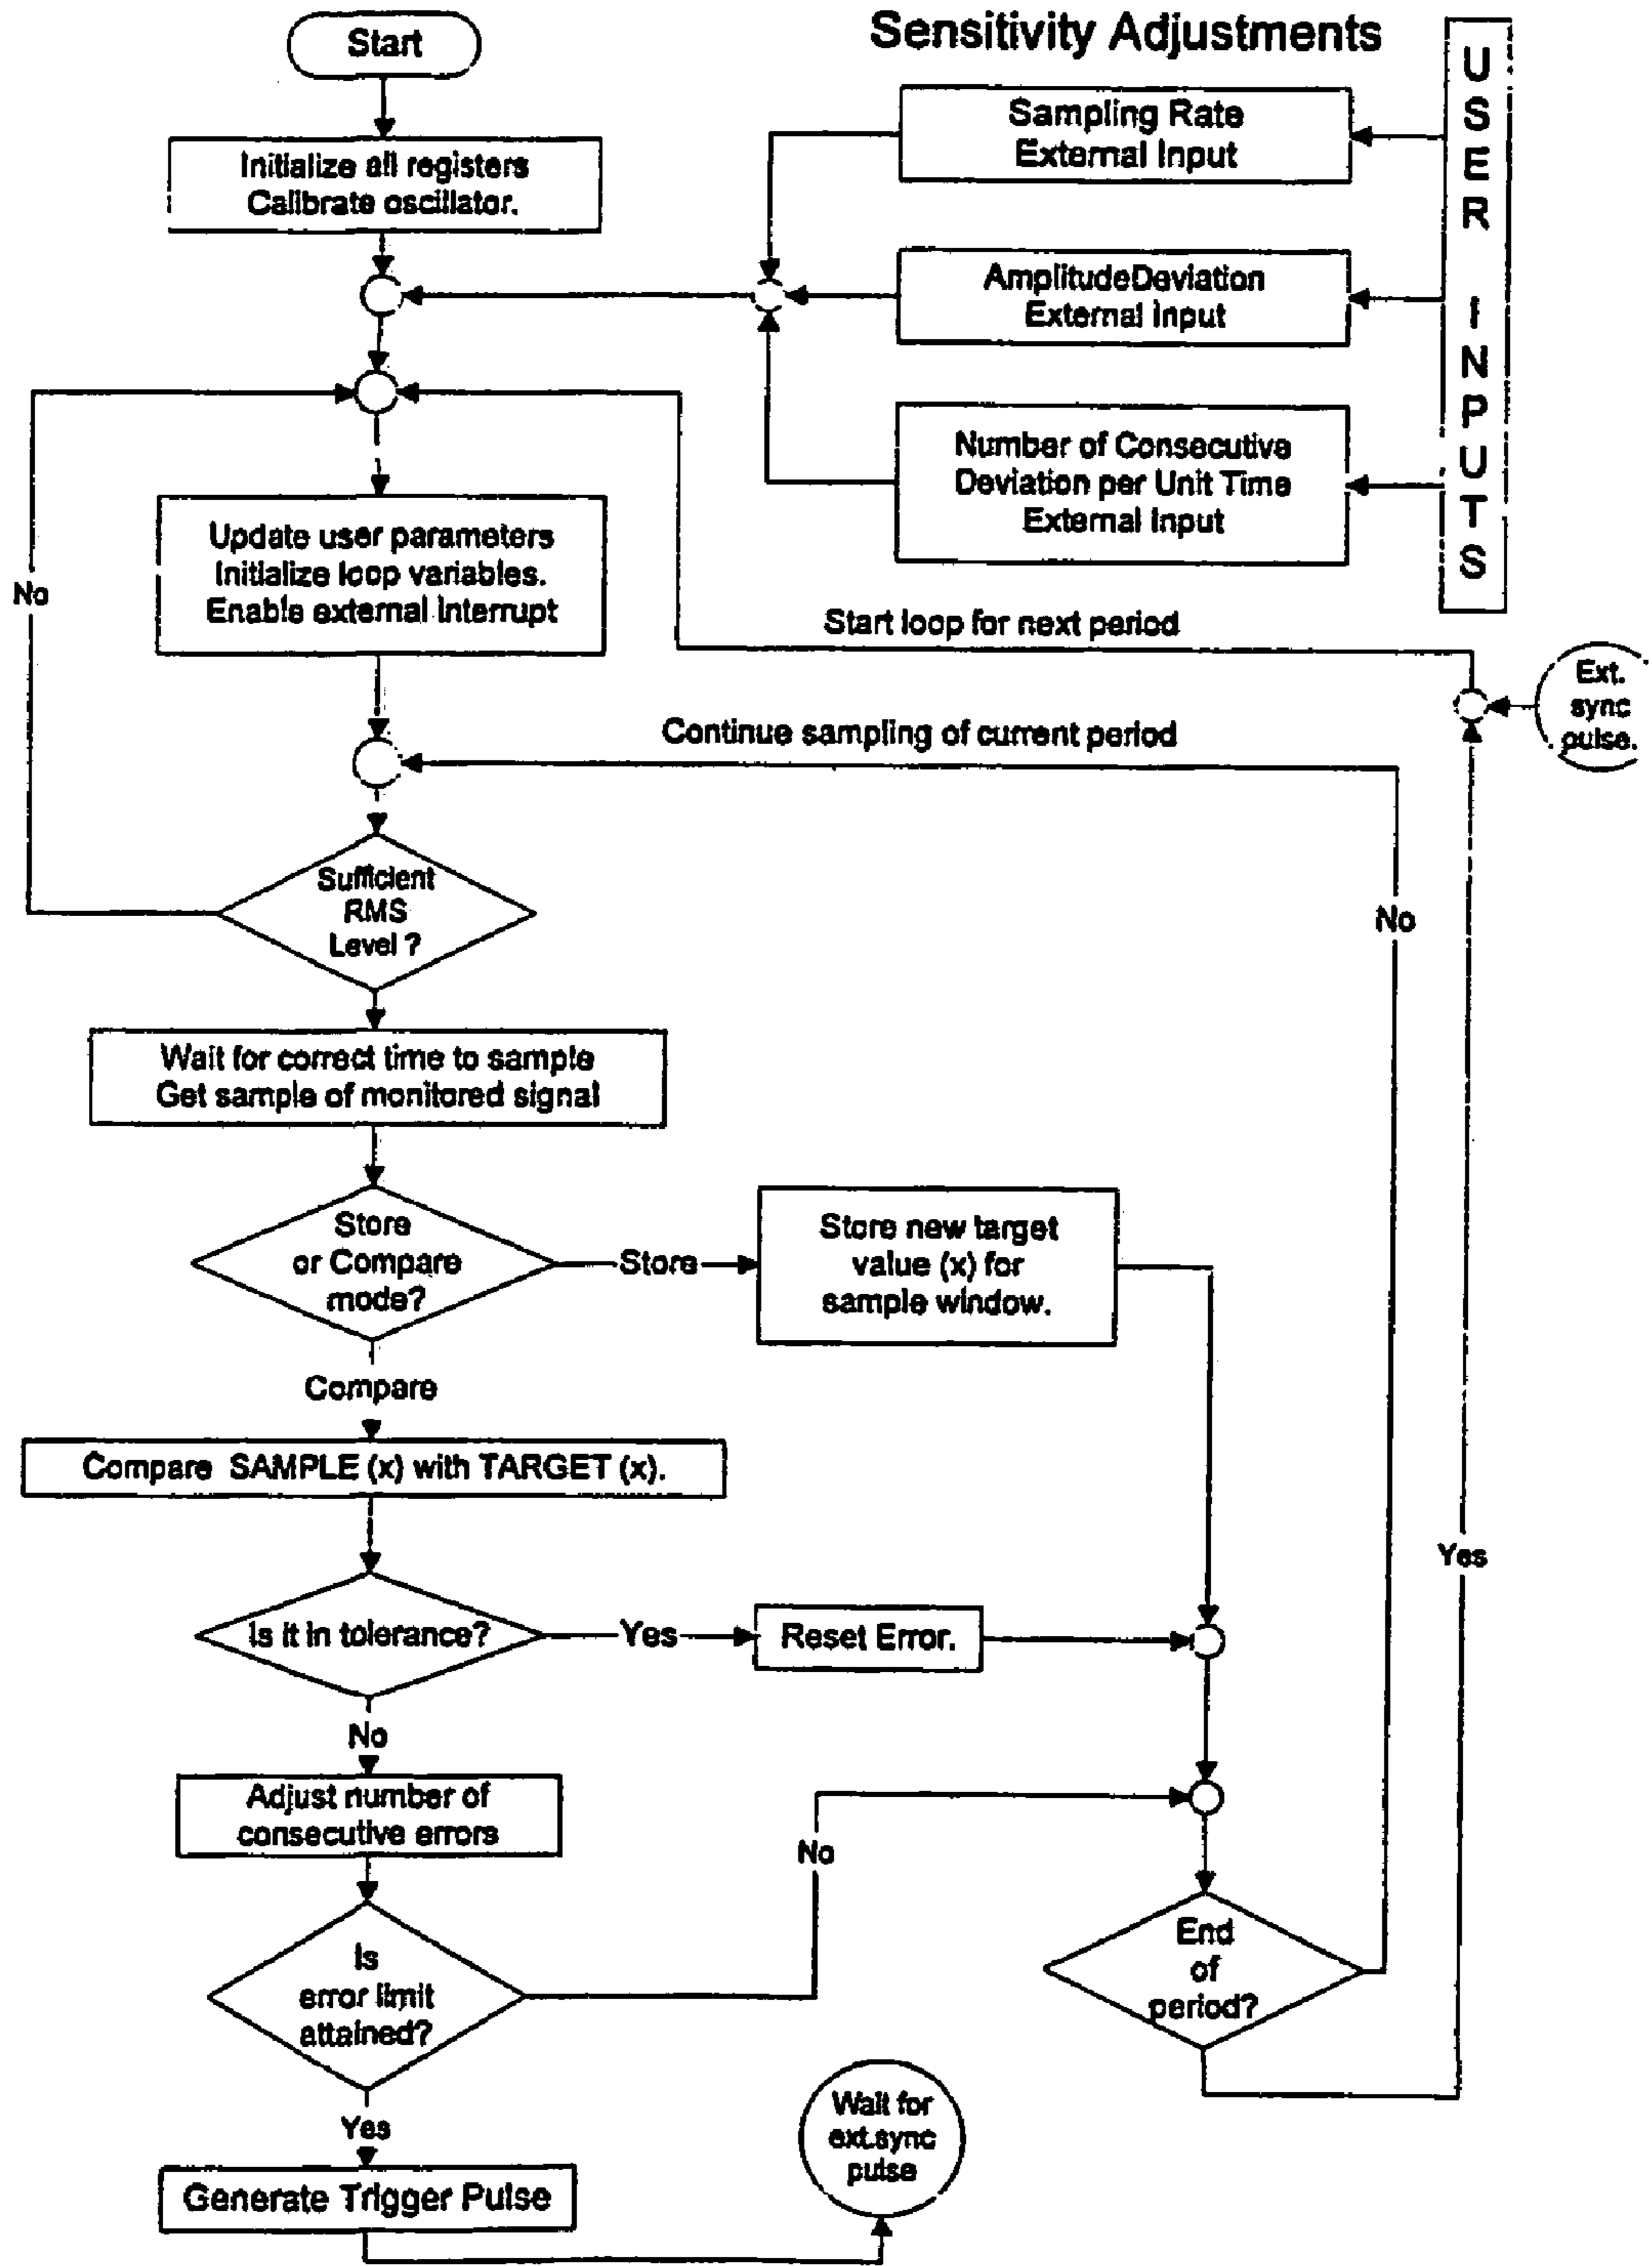 Start
Initialize all registers
Calibrate oscillator.
Sensitivity Adjustments
Sampling Rate
External Input
AmplitudeDeviation
External Input
Number of Consecutive
Deviation per Unit Time
External Input
USER INPUTS
Update user parameters
Initialize loop variables.
Enable external Interrupt
No
Start loop for next period
Ext.
sync
pulse.
Continue sampling of current period
Sufficient
RMS
Level ?
No
Wait for correct time to sample
Get sample of monitored signal
Store
or Compare
mode?
Store
Store new target
value (x) for
sample window.
Compare
Compare SAMPLE (x) with TARGET (x).
Yes
Is it in tolerance?
Yes
Reset Error.
No
Adjust number of
consecutive errors
No
Is
error limit
attained?
End
of
period?
Yes
Wait for
ext.sync
pulse
Generate Trigger Pulse